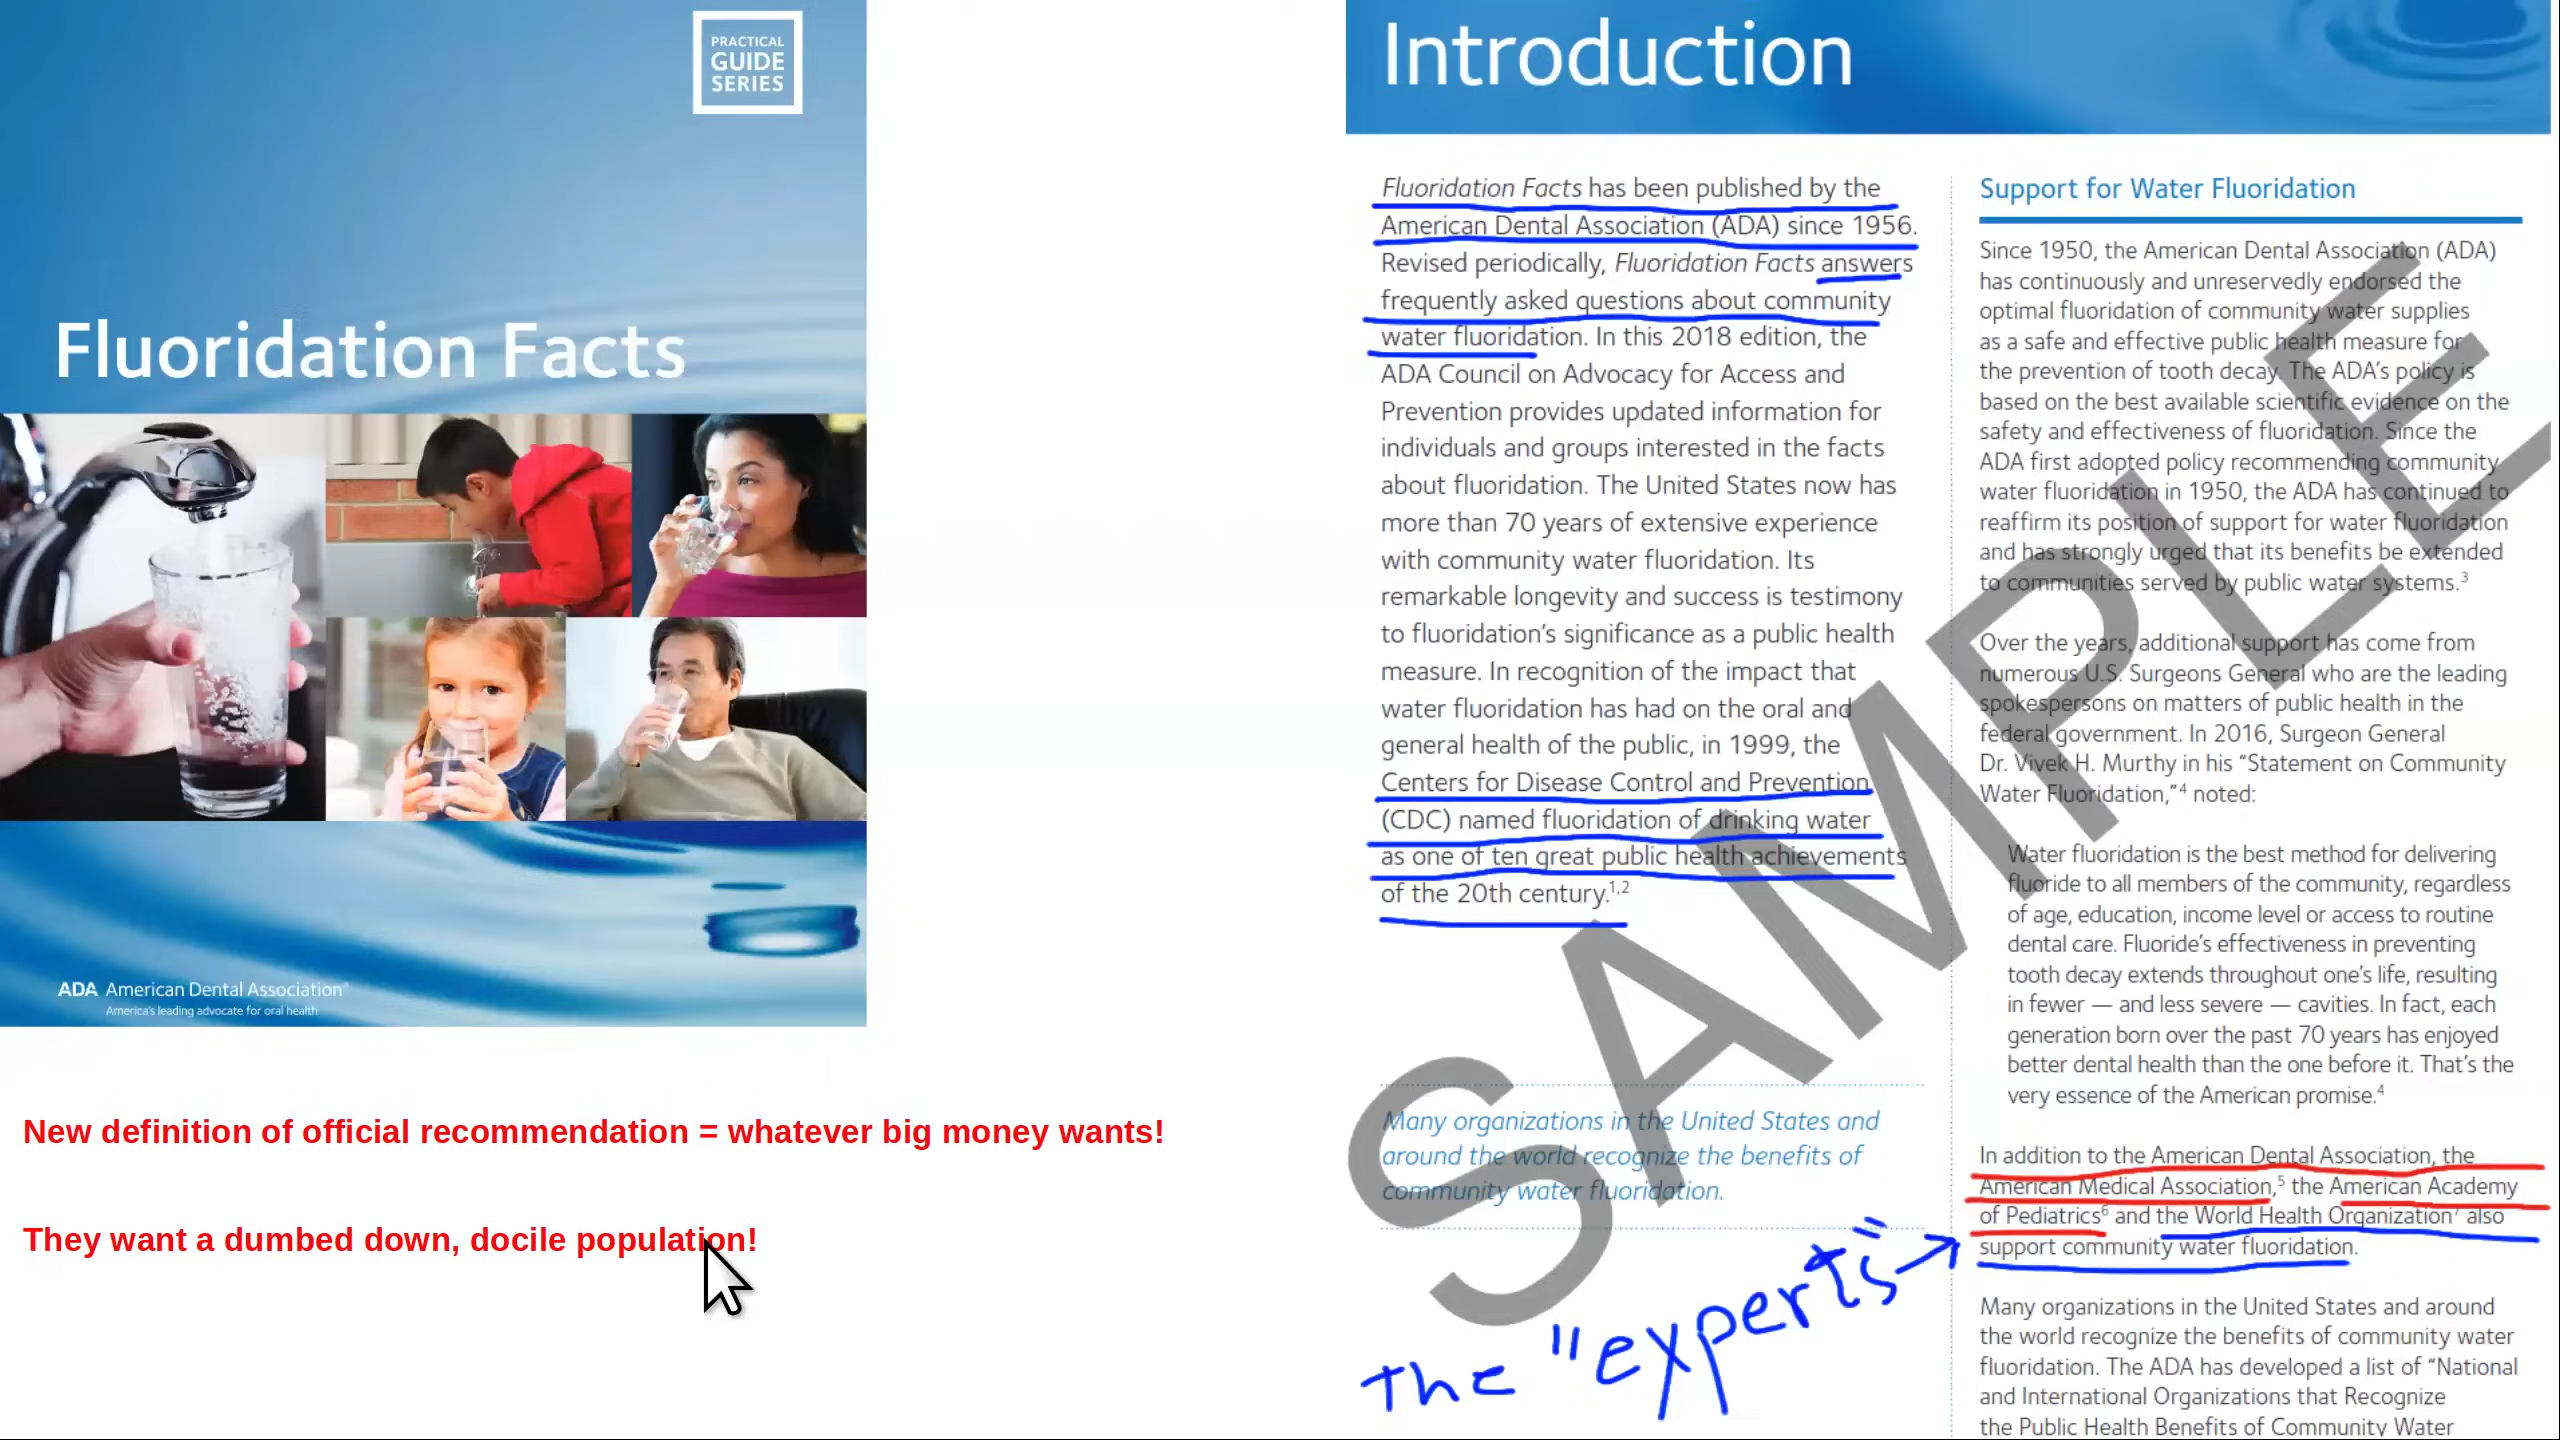 PRACTICAL
GUIDE
SERIES
Fluoridation Facts
ADA American Dental Association
America's leading advocate for oral health
New definition of official recommendation = whatever big money wants!
They want a dumbed down, docile population!
Introduction
Fluoridation Facts has been published by the
American Dental Association (ADA) since 1956.
Revised periodically, Fluoridation Facts answers
frequently asked questions about community
water fluoridation. In this 2018 edition, the
ADA Council on Advocacy for Access and
Prevention provides updated information for
individuals and groups interested in the facts
about fluoridation. The United States now has
more than 70 years of extensive experience
with community water fluoridation. Its
remarkable longevity and success is testimony
to fluoridation's significance as a public health
measure. In recognition of the impact that
water fluoridation has had on the oral and
general health of the public, in 1999, the
Centers for Disease Control and Prevention
(CDC) named fluoridation of drinking water
as one of ten great public health achievements
of the 20th century.1,2
Many organizations in the United States and
around the world recognize the benefits of
community water fluoridation.
the "experts"
Support for Water Fluoridation
Since 1950, the American Dental Association (ADA)
has continuously and unreservedly endorsed the
optimal fluoridation of community water supplies
as a safe and effective public health measure for
the prevention of tooth decay. The ADA's policy is
based on the best available scientific evidence on the
safety and effectiveness of fluoridation. Since the
ADA first adopted policy recommending community
water fluoridation in 1950, the ADA has continued to
reaffirm its position of support for water fluoridation
and has strongly urged that its benefits be extended
to communities served by public water systems.3
Over the years, additional support has come from
numerous U.S. Surgeons General who are the leading
spokespersons on matters of public health in the
federal government. In 2016, Surgeon General
Dr. Vivek H. Murthy in his “Statement on Community
Water Fluoridation,”4 noted:
Water fluoridation is the best method for delivering
fluoride to all members of the community, regardless
of age, education, income level or access to routine
dental care. Fluoride's effectiveness in preventing
tooth decay extends throughout one's life, resulting
in fewer — and less severe — cavities. In fact, each
generation born over the past 70 years has enjoyed
better dental health than the one before it. That's the
very essence of the American promise.4
In addition to the American Dental Association, the
American Medical Association,5 the American Academy
of Pediatrics6 and the World Health Organization7 also
support community water fluoridation.
Many organizations in the United States and around
the world recognize the benefits of community water
fluoridation. The ADA has developed a list of “National
and International Organizations that Recognize
the Public Health Benefits of Community Water
SAMPLE